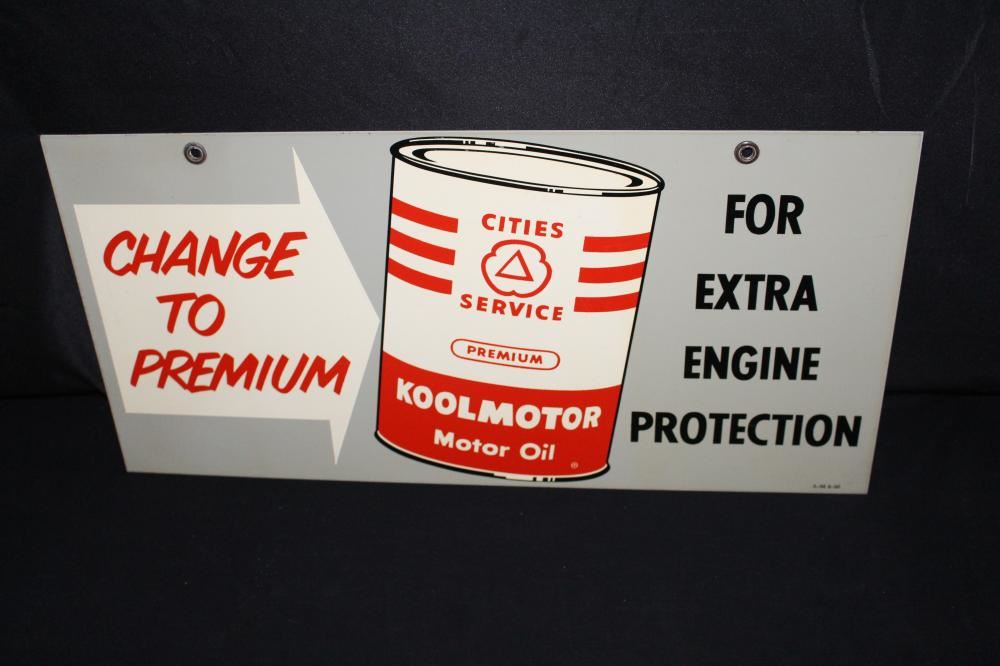 CHANGE
TO
PREMIUM
CITIES
SERVICE
PREMIUM
KOOLMOTOR
Motor Oil
®
FOR
EXTRA
ENGINE
PROTECTION